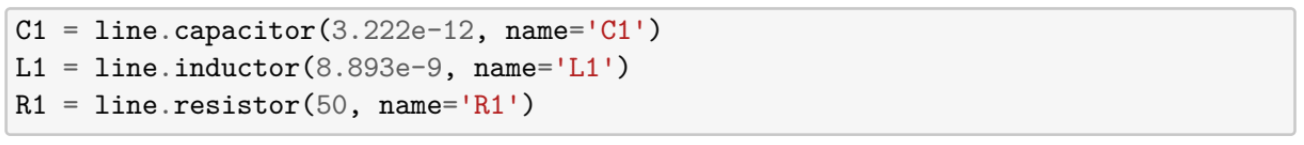 C1 = line.capacitor(3.222e-12, name='C1')
L1 = line.inductor(8.893e-9, name='L1')
R1 = line.resistor(50, name='R1')